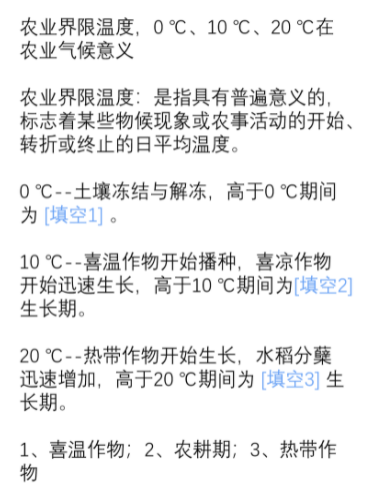 农业界限温度，0 ℃、10 ℃、20 ℃在
农业气候意义
农业界限温度：是指具有普遍意义的，
标志着某些物候现象或农事活动的开始、
转折或终止的日平均温度。
0 ℃--土壤冻结与解冻，高于0 ℃期间
为 [填空1] 。
10 ℃--喜温作物开始播种，喜凉作物
开始迅速生长，高于10 ℃期间为[填空2]
生长期。
20 ℃--热带作物开始生长，水稻分蘖
迅速增加，高于20 ℃期间为 [填空3] 生
长期。
1、喜温作物；2、农耕期；3、热带作
物